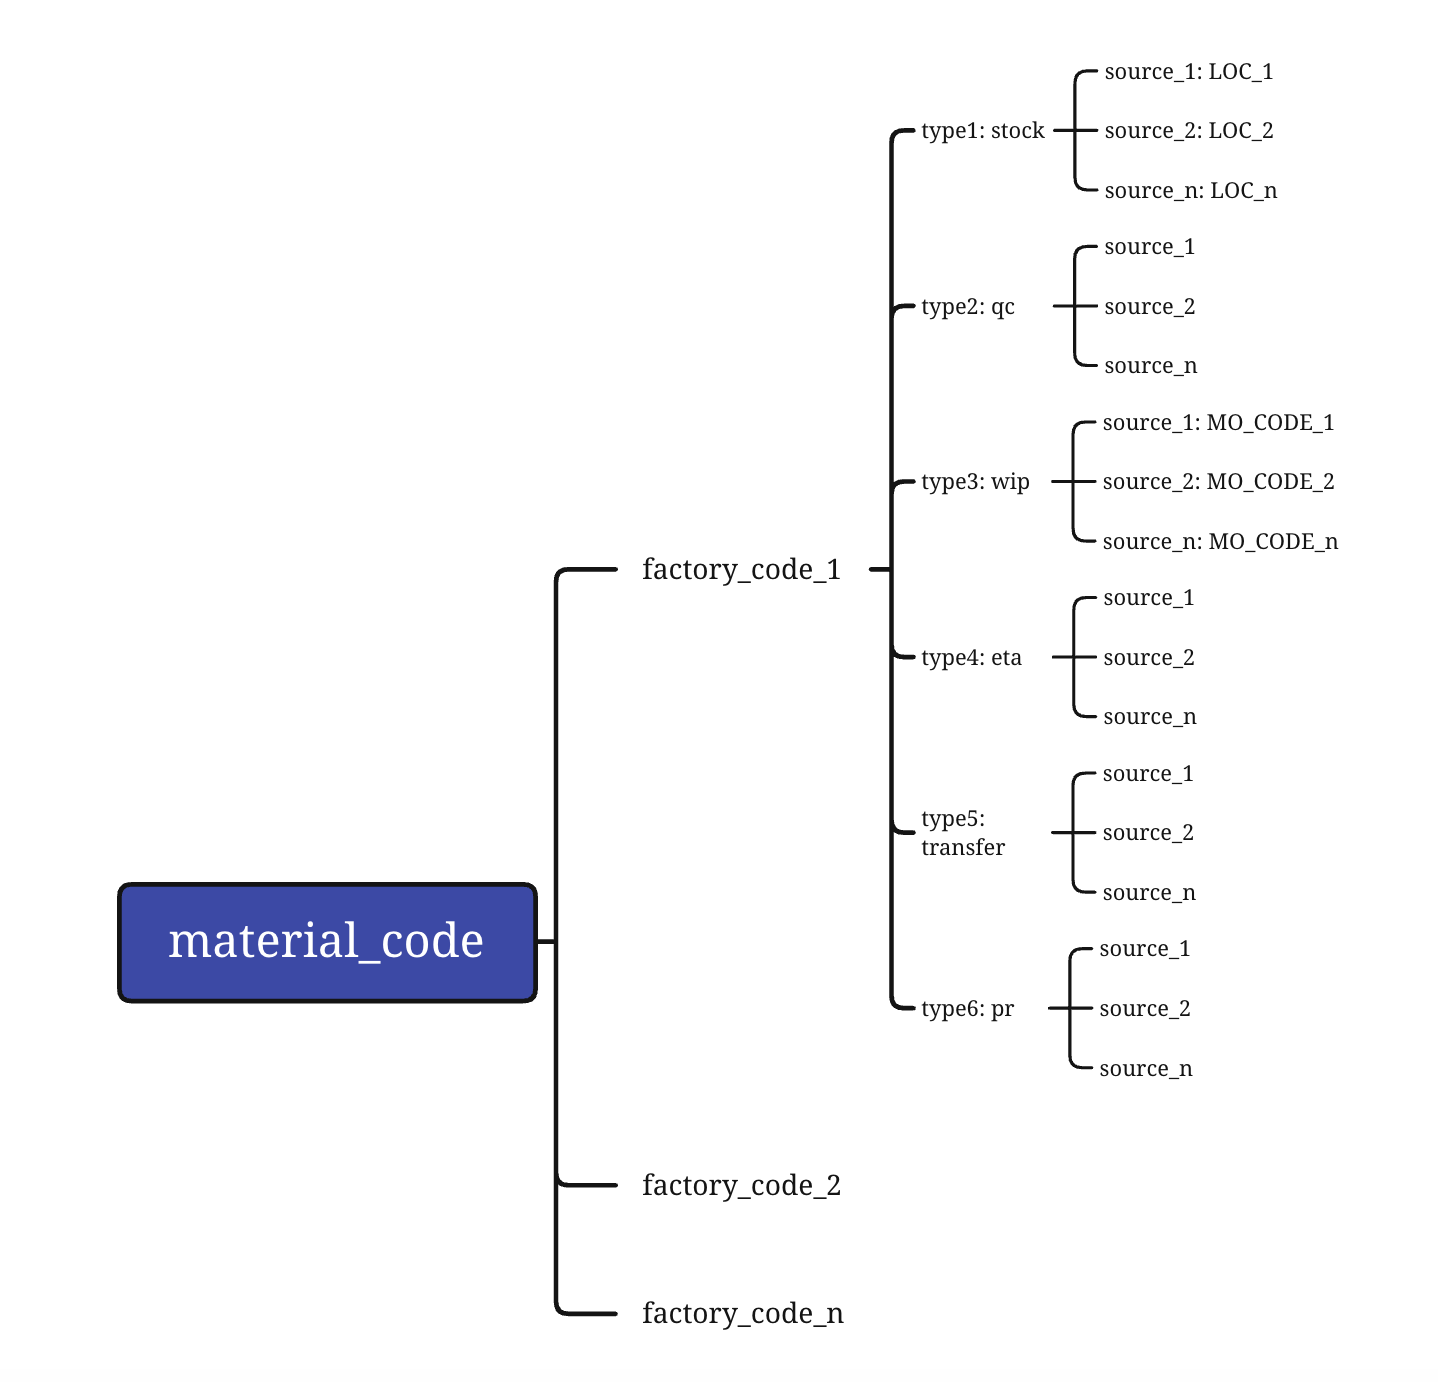 material_code
factory_code_1
type1: stock
source_1: LOC_1
source_2: LOC_2
source_n: LOC_n
type2: qc
source_1
source_2
source_n
type3: wip
source_1: MO_CODE_1
source_2: MO_CODE_2
source_n: MO_CODE_n
type4: eta
source_1
source_2
source_n
type5:
transfer
source_1
source_2
source_n
type6: pr
source_1
source_2
source_n
factory_code_2
factory_code_n